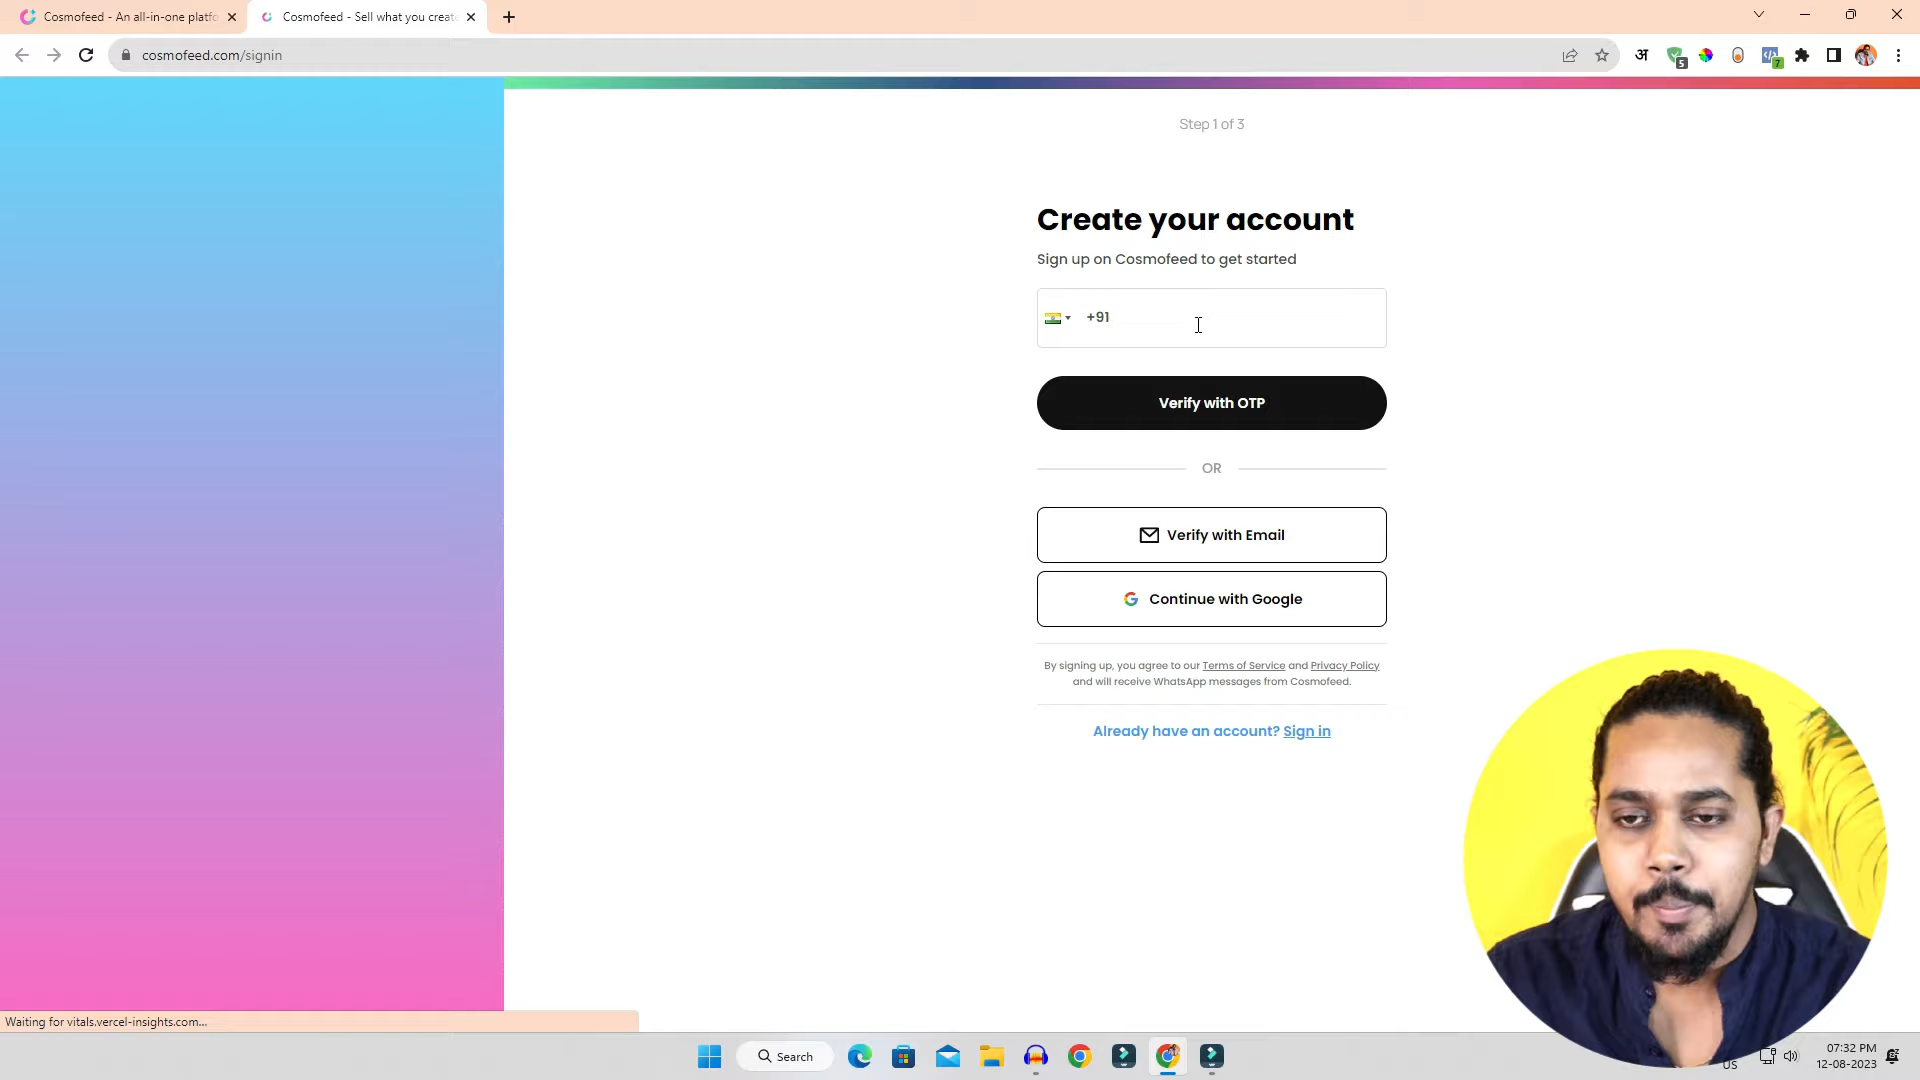 Cosmofeed - An all-in-one platfo
Cosmofeed - Sell what you create
cosmofeed.com/signin
अ
5
7
Step 1 of 3
Create your account
Sign up on Cosmofeed to get started
+91
Verify with OTP
OR
Verify with Email
Continue with Google
By signing up, you agree to our Terms of Service and Privacy Policy
and will receive WhatsApp messages from Cosmofeed.
Already have an account? Sign in
Waiting for vitals.vercel-insights.com...
Search
US
07:32 PM
12-08-2023